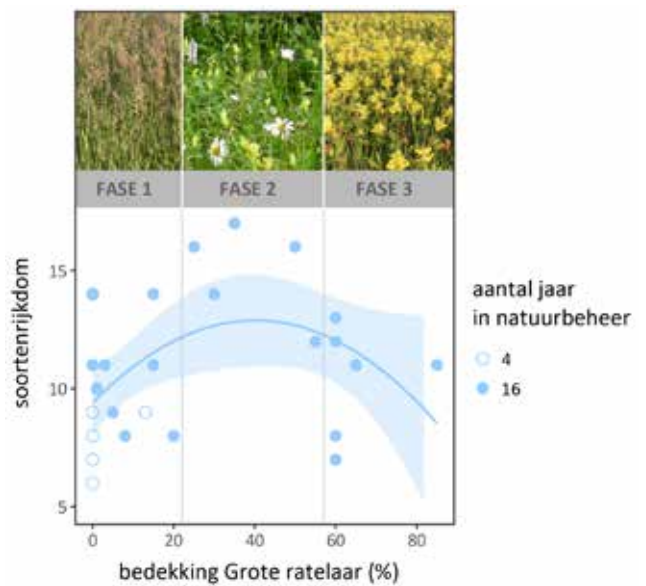 FASE 1 FASE 2 FASE 3
15
10
5
soortenrijkdom
0 20 40 60 80
bedekking Grote ratelaar (%)
aantal jaar
in natuurbeheer
4
16